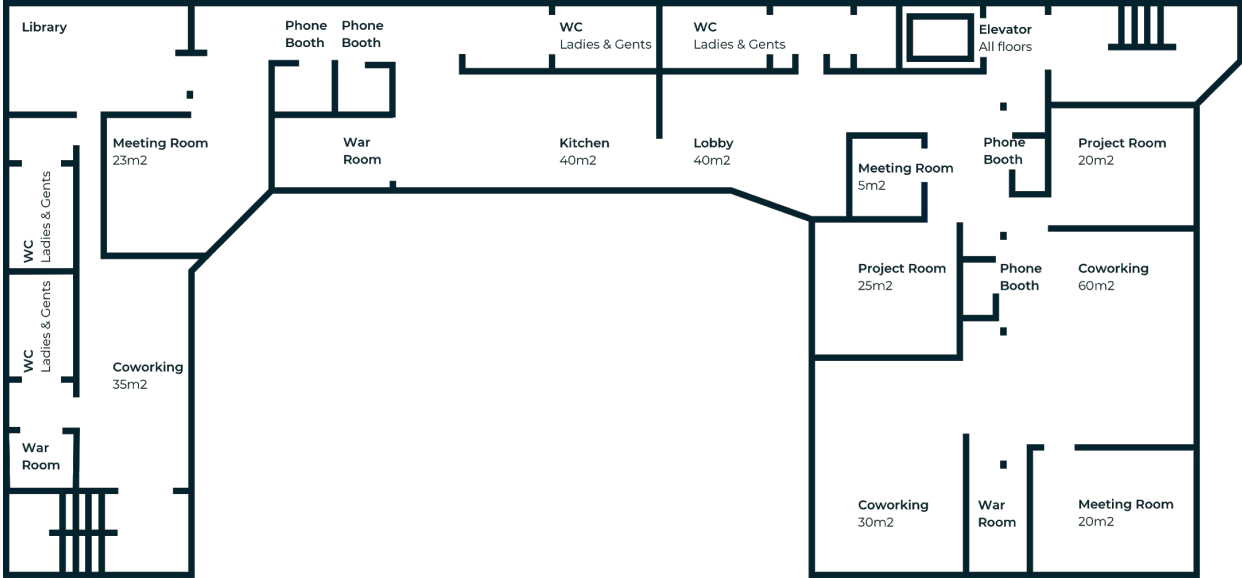 Library
Phone
Booth
Phone
Booth
WC
Ladies & Gents
WC
Ladies & Gents
Elevator
All floors
Meeting Room
23m2
War
Room
Kitchen
40m2
Lobby
40m2
Meeting Room
5m2
Phone
Booth
Project Room
20m2
WC
Ladies & Gents
Project Room
25m2
Phone
Booth
Coworking
60m2
WC
Ladies & Gents
Coworking
35m2
War
Room
Coworking
30m2
War
Room
Meeting Room
20m2